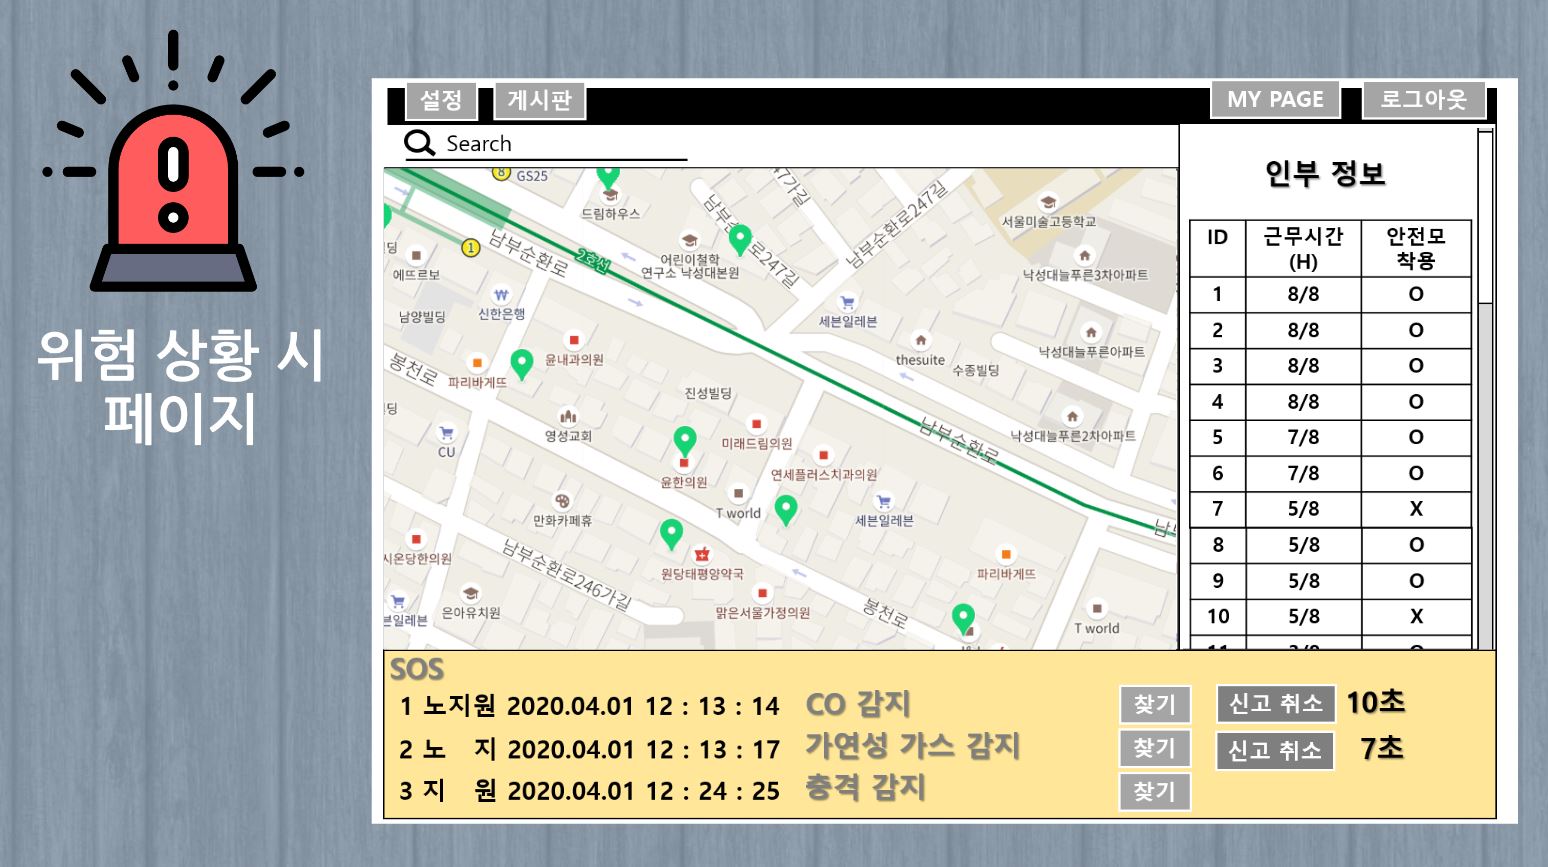 위험 상황 시
페이지
설정
게시판
MY PAGE
로그아웃
Search
8
GS25
드림하우스
47가길
남부순환로247길
남부 로247길
서울미술고등학교
딩
1
에뜨르보
남부순환로
2호선
어린이철학
연구소 낙성대본원
낙성대늘푸른3차아파트
신한은행
남양빌딩
세븐일레븐
윤내과의원
thesuite
수종빌딩
낙성대늘푸른아파트
봉천로
파리바게뜨
진성빌딩
딩
CU
영성교회
미래드림의원
남부순환로
낙성대늘푸른2차아파트
윤한의원
연세플러스치과의원
T world
만화카페휴
세븐일레븐
시온당한의원
남부순환로246가길
원당태평양약국
파리바게뜨
븐일레븐
은아유치원
맑은서울가정의원
봉천로
T world
인부 정보
ID 근무시간 (H) 안전모 착용
1 8/8 O
2 8/8 O
3 8/8 O
4 8/8 O
5 7/8 O
6 7/8 O
7 5/8 X
8 5/8 O
9 5/8 O
10 5/8 X
SOS
1 노지원 2020.04.01 12 : 13 : 14 CO 감지 찾기 신고 취소 10초
2 노 지 2020.04.01 12 : 13 : 17 가연성 가스 감지 찾기 신고 취소 7초
3 지 원 2020.04.01 12 : 24 : 25 충격 감지 찾기